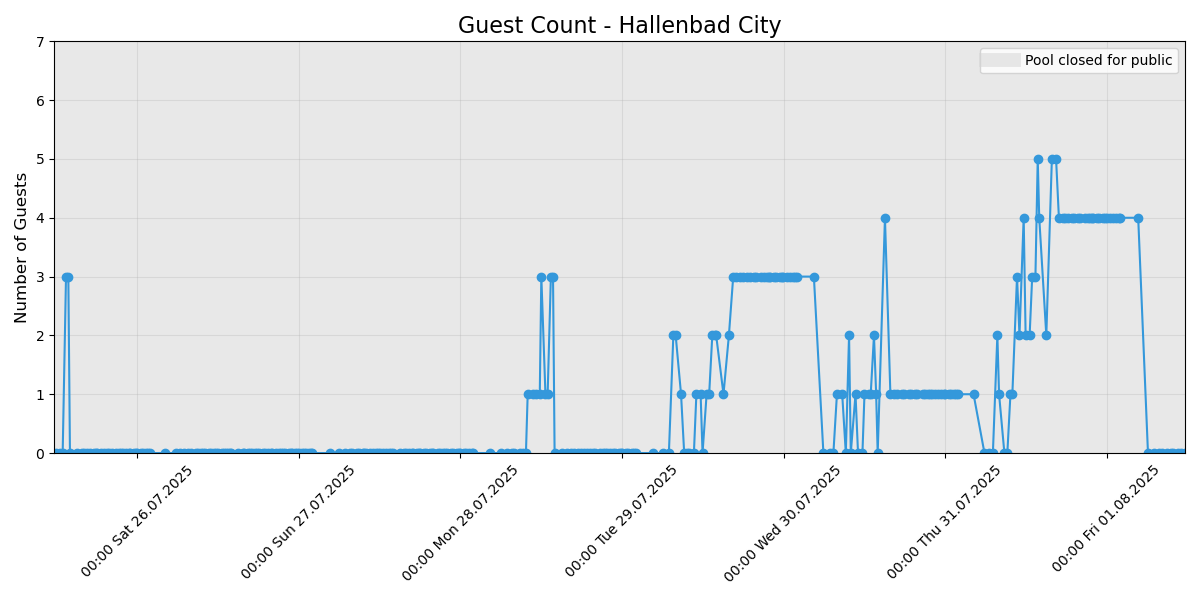 Guest Count - Hallenbad City
Pool closed for public
Number of Guests
7
6
5
4
3
2
1
0
00:00 Sat 26.07.2025
00:00 Sun 27.07.2025
00:00 Mon 28.07.2025
00:00 Tue 29.07.2025
00:00 Wed 30.07.2025
00:00 Thu 31.07.2025
00:00 Fri 01.08.2025